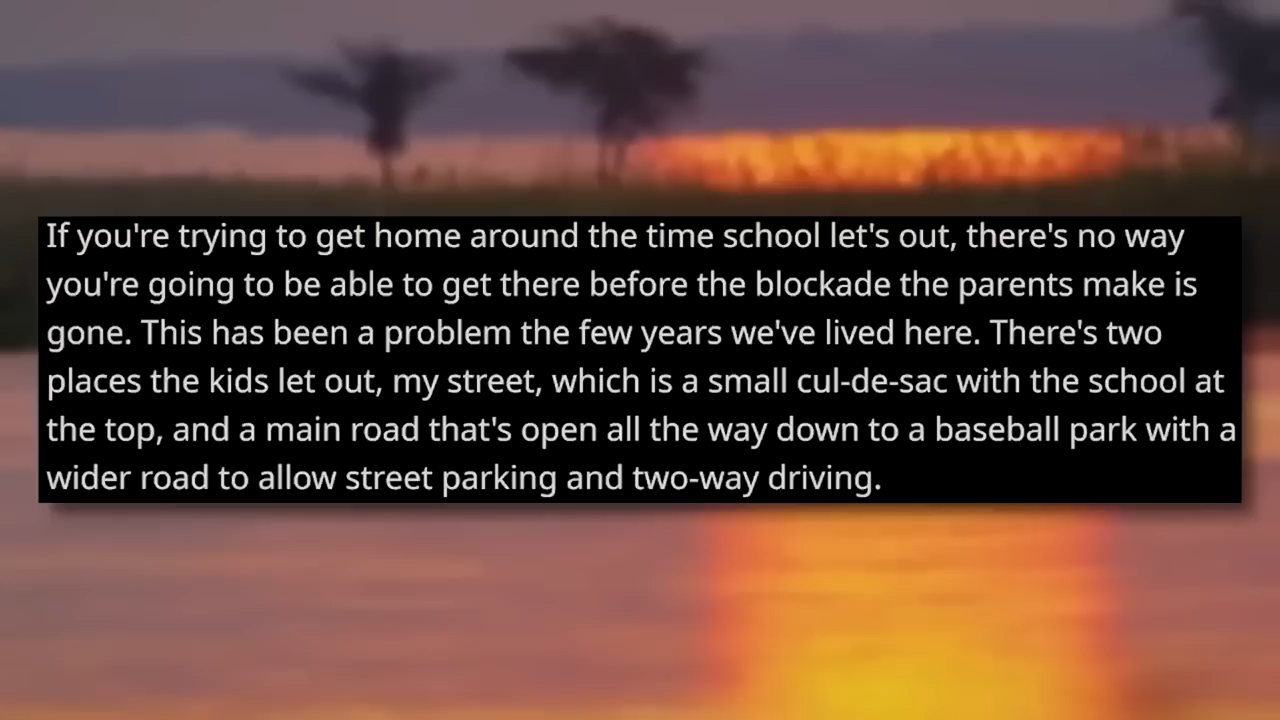 If you're trying to get home around the time school let's out, there's no way
you're going to be able to get there before the blockade the parents make is
gone. This has been a problem the few years we've lived here. There's two
places the kids let out, my street, which is a small cul-de-sac with the school at
the top, and a main road that's open all the way down to a baseball park with a
wider road to allow street parking and two-way driving.